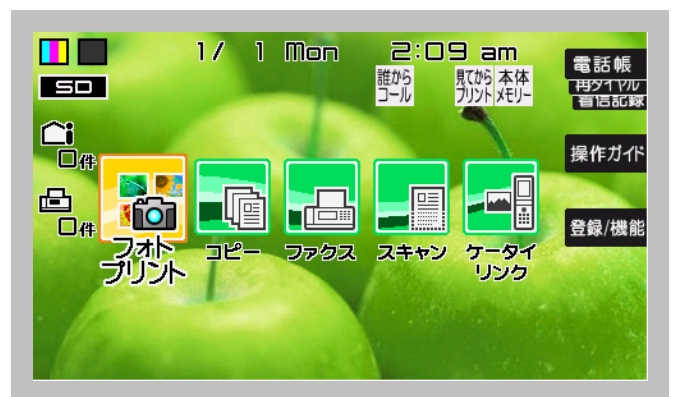 1/ 1 Mon 2:09 am
SD
誰から
コール
見てから
プリント
本体
メモリー
電話帳
再ダイヤル
着信記録
0件
操作ガイド
0件
登録/機能
フォト
プリント
コピー
ファクス
スキャン
ケータイ
リンク